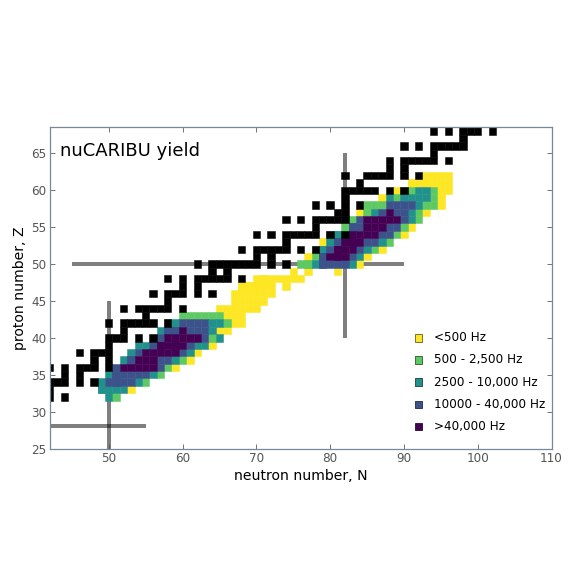 nuCARIBU yield
proton number, Z
65
60
55
50
45
40
35
30
25
<500 Hz
500 - 2,500 Hz
2500 - 10,000 Hz
10000 - 40,000 Hz
>40,000 Hz
50 60 70 80 90 100 110
neutron number, N